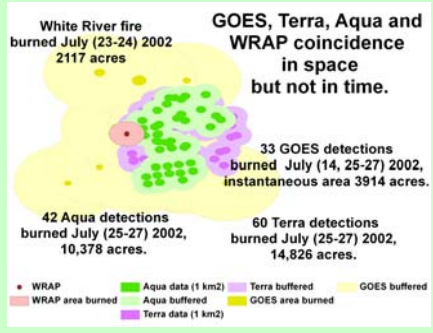 White River fire
burned July (23-24) 2002
2117 acres
GOES, Terra, Aqua and
WRAP coincidence
in space
but not in time.
33 GOES detections
burned July (14, 25-27) 2002,
instantaneous area 3914 acres.
42 Aqua detections
burned July (25-27) 2002,
10,378 acres.
60 Terra detections
burned July (25-27) 2002,
14,826 acres.
WRAP
WRAP area burned
Aqua data (1 km2)
Aqua buffered
Terra data (1 km2)
Terra buffered
GOES area burned
GOES buffered